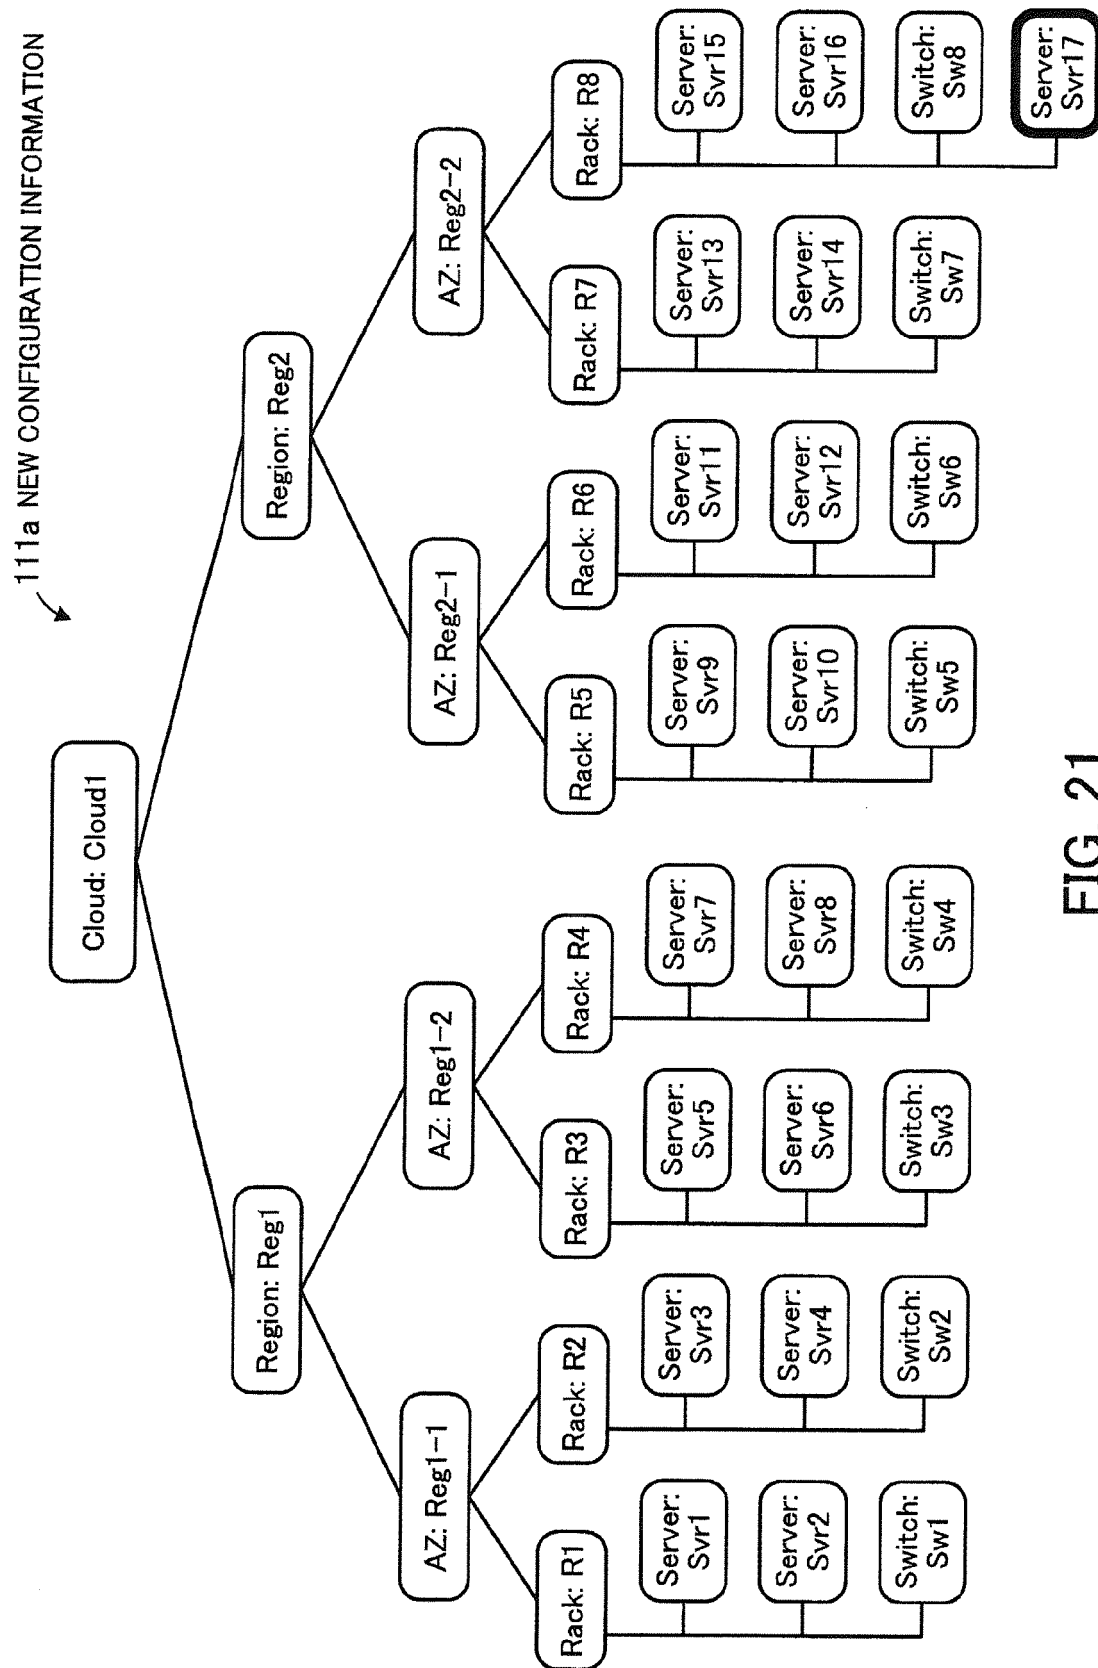 111a NEW CONFIGURATION INFORMATION
Cloud: Cloud1
Region: Reg1
Region: Reg2
AZ: Reg1-1
AZ: Reg1-2
AZ: Reg2-1
AZ: Reg2-2
Rack: R1
Rack: R2
Rack: R3
Rack: R4
Rack: R5
Rack: R6
Rack: R7
Rack: R8
Server:
Svr1
Server:
Svr3
Server:
Svr5
Server:
Svr7
Server:
Svr9
Server:
Svr11
Server:
Svr13
Server:
Svr15
Server:
Svr2
Server:
Svr4
Server:
Svr6
Server:
Svr8
Server:
Svr10
Server:
Svr12
Server:
Svr14
Server:
Svr16
Switch:
Sw1
Switch:
Sw2
Switch:
Sw3
Switch:
Sw4
Switch:
Sw5
Switch:
Sw6
Switch:
Sw7
Switch:
Sw8
Server:
Svr17
FIG. 21